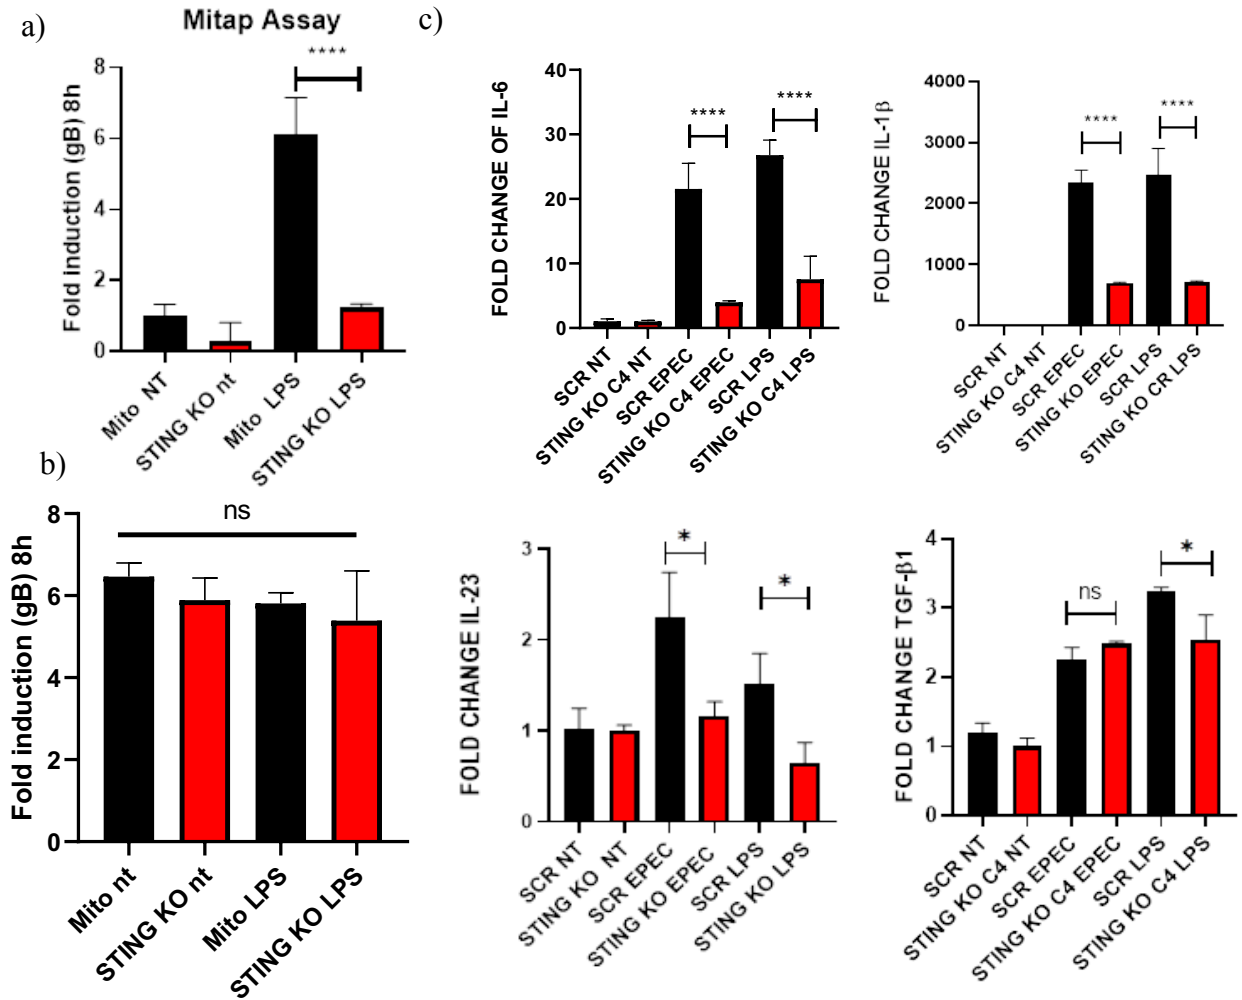 a)
Mitap Assay
****
Fold induction (gB) 8h
8
6
4
2
0
Mito NT
STING KO nt
Mito LPS
STING KO LPS
b)
ns
Fold induction (gB) 8h
8
6
4
2
0
Mito nt
STING KO nt
Mito LPS
STING KO LPS
c)
****
****
FOLD CHANGE OF IL-6
40
30
20
10
0
SCR NT
STING KO C4 NT
SCR EPEC
STING KO C4 EPEC
SCR LPS
STING KO C4 LPS
****
****
FOLD CHANGE IL-1β
4000
3000
2000
1000
0
SCR NT
STING KO C4 NT
SCR EPEC
STING KO EPEC
SCR LPS
STING KO CR LPS
*
*
FOLD CHANGE IL-23
3
2
1
0
SCR NT
STING KO NT
SCR EPEC
STING KO EPEC
SCR LPS
STING KO LPS
ns
*
FOLD CHANGE TGF-β1
4
3
2
1
0
SCR NT
STING KO C4 NT
SCR EPEC
STING KO C4 EPEC
SCR LPS
STING KO C4 LPS